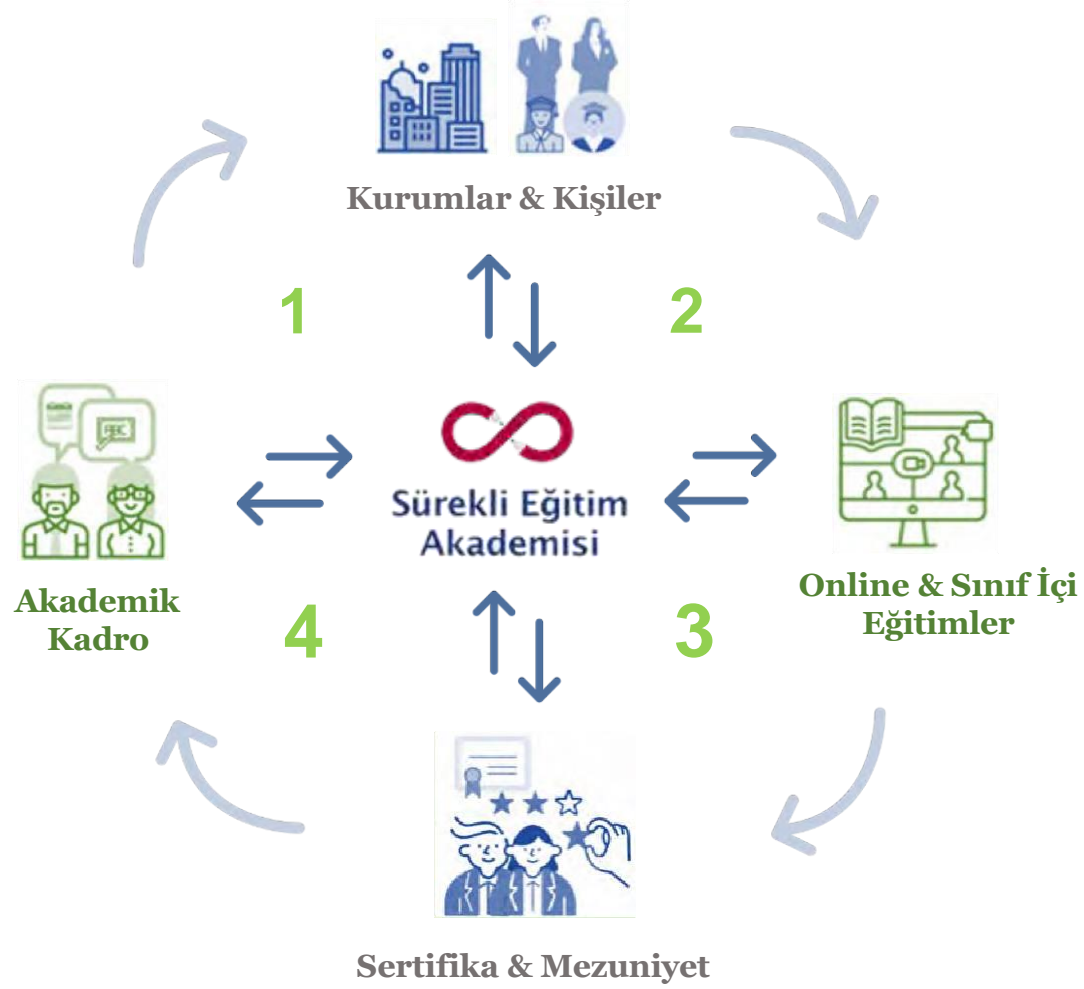 Kurumlar & Kişiler
1
2
Sürekli Eğitim
Akademisi
Akademik
Kadro
Online & Sınıf İçi
Eğitimler
4
3
Sertifika & Mezuniyet